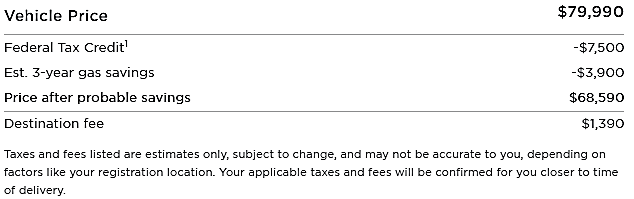 Vehicle Price $79,990
Federal Tax Credit¹ -$7,500
Est. 3-year gas savings -$3,900
Price after probable savings $68,590
Destination fee $1,390
Taxes and fees listed are estimates only, subject to change, and may not be accurate to you, depending on
factors like your registration location. Your applicable taxes and fees will be confirmed for you closer to time
of delivery.